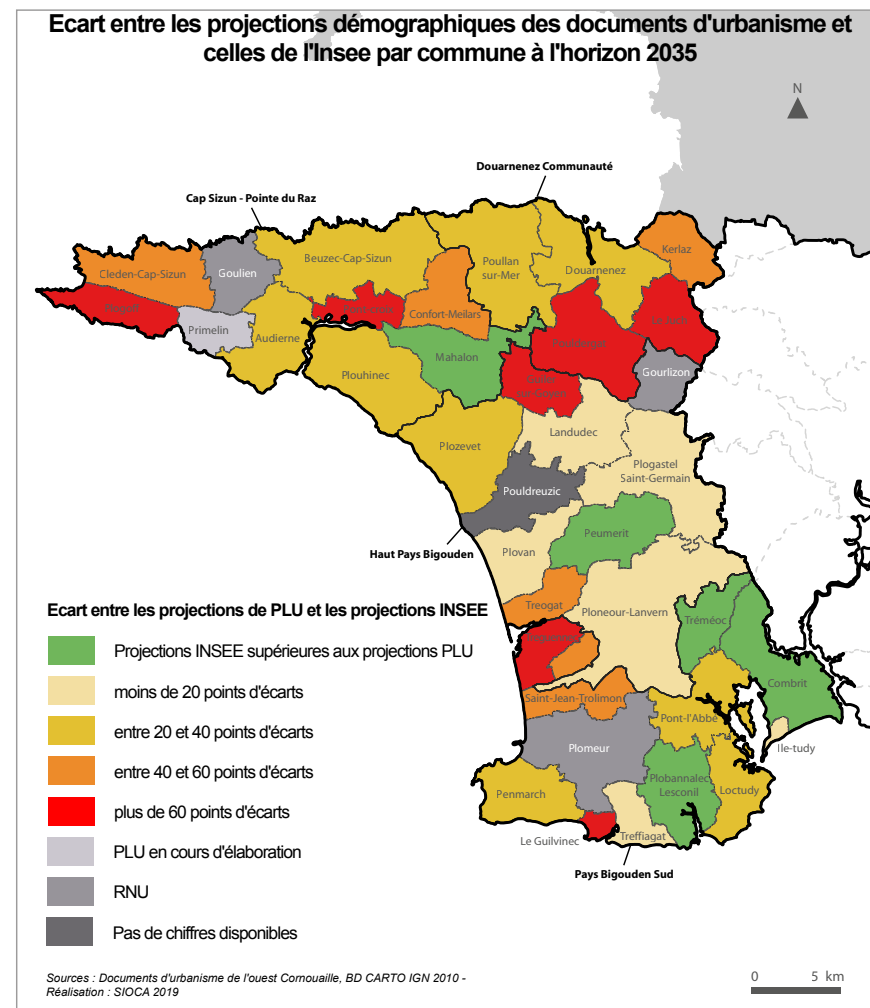 Ecart entre les projections démographiques des documents d'urbanisme et
celles de l'Insee par commune à l'horizon 2035
N
Douarnenez Communauté
Cap Sizun - Pointe du Raz
Kerlaz
Beuzec-Cap-Sizun
Poullan
sur-Mer
Douarnenez
Cleden-Cap-Sizun
Goulien
Confort-Meilars
Primelin
Audierne
Mahalon
Gourlizon
Plouhinec
Landudec
Plozevet
Plogastel
Saint-Germain
Pouldreuzic
Peumerit
Haut Pays Bigouden
Plovan
Treogat
Ploneour-Lanvern
Tréméoc
Combrit
Saint-Jean-Trolimon
Pont-l'Abbé
Ile-tudy
Plomeur
Plobannalec
Lesconil
Loctudy
Penmarch
Le Guilvinec
Treffiagat
Pays Bigouden Sud
Ecart entre les projections de PLU et les projections INSEE
Projections INSEE supérieures aux projections PLU
moins de 20 points d'écarts
entre 20 et 40 points d'écarts
entre 40 et 60 points d'écarts
plus de 60 points d'écarts
PLU en cours d'élaboration
RNU
Pas de chiffres disponibles
Sources : Documents d'urbanisme de l'ouest Cornouaille, BD CARTO IGN 2010 -
Réalisation : SIOCA 2019
0 5 km